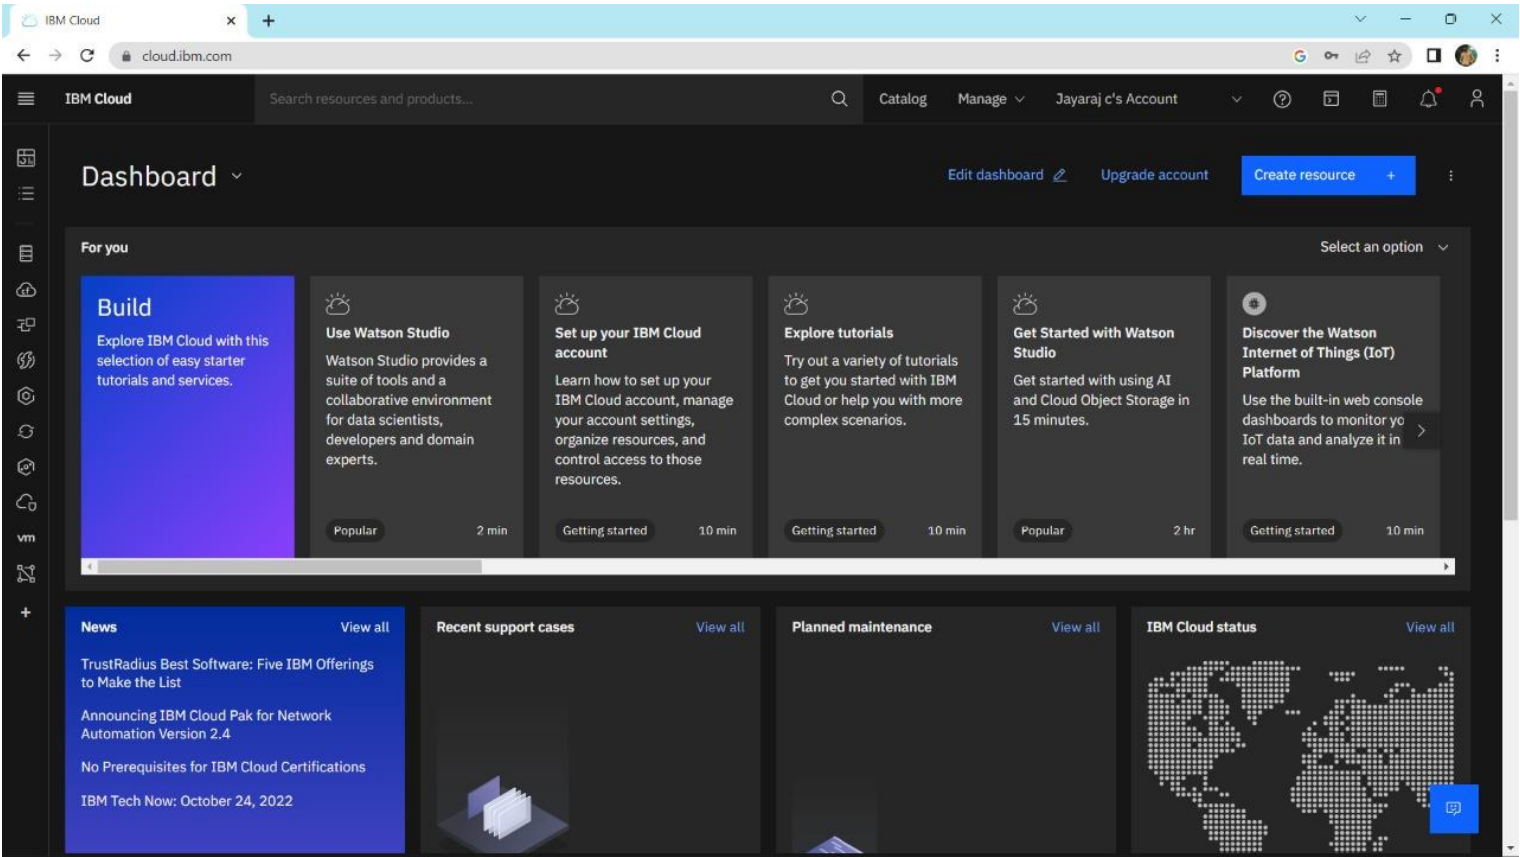 IBM Cloud
cloud.ibm.com
IBM Cloud
Search resources and products...
Catalog
Manage
Jayaraj c's Account
Dashboard
Edit dashboard
Upgrade account
Create resource +
For you
Select an option
Build
Explore IBM Cloud with this
selection of easy starter
tutorials and services.
Use Watson Studio
Watson Studio provides a
suite of tools and a
collaborative environment
for data scientists,
developers and domain
experts.
Popular
2 min
Set up your IBM Cloud
account
Learn how to set up your
IBM Cloud account, manage
your account settings,
organize resources, and
control access to those
resources.
Getting started
10 min
Explore tutorials
Try out a variety of tutorials
to get you started with IBM
Cloud or help you with more
complex scenarios.
Getting started
10 min
Get Started with Watson
Studio
Get started with using AI
and Cloud Object Storage in
15 minutes.
Popular
2 hr
Discover the Watson
Internet of Things (IoT)
Platform
Use the built-in web console
dashboards to monitor yo
IoT data and analyze it in
real time.
Getting started
10 min
vm
News
View all
TrustRadius Best Software: Five IBM Offerings
to Make the List
Announcing IBM Cloud Pak for Network
Automation Version 2.4
No Prerequisites for IBM Cloud Certifications
IBM Tech Now: October 24, 2022
Recent support cases
View all
Planned maintenance
View all
IBM Cloud status
View all